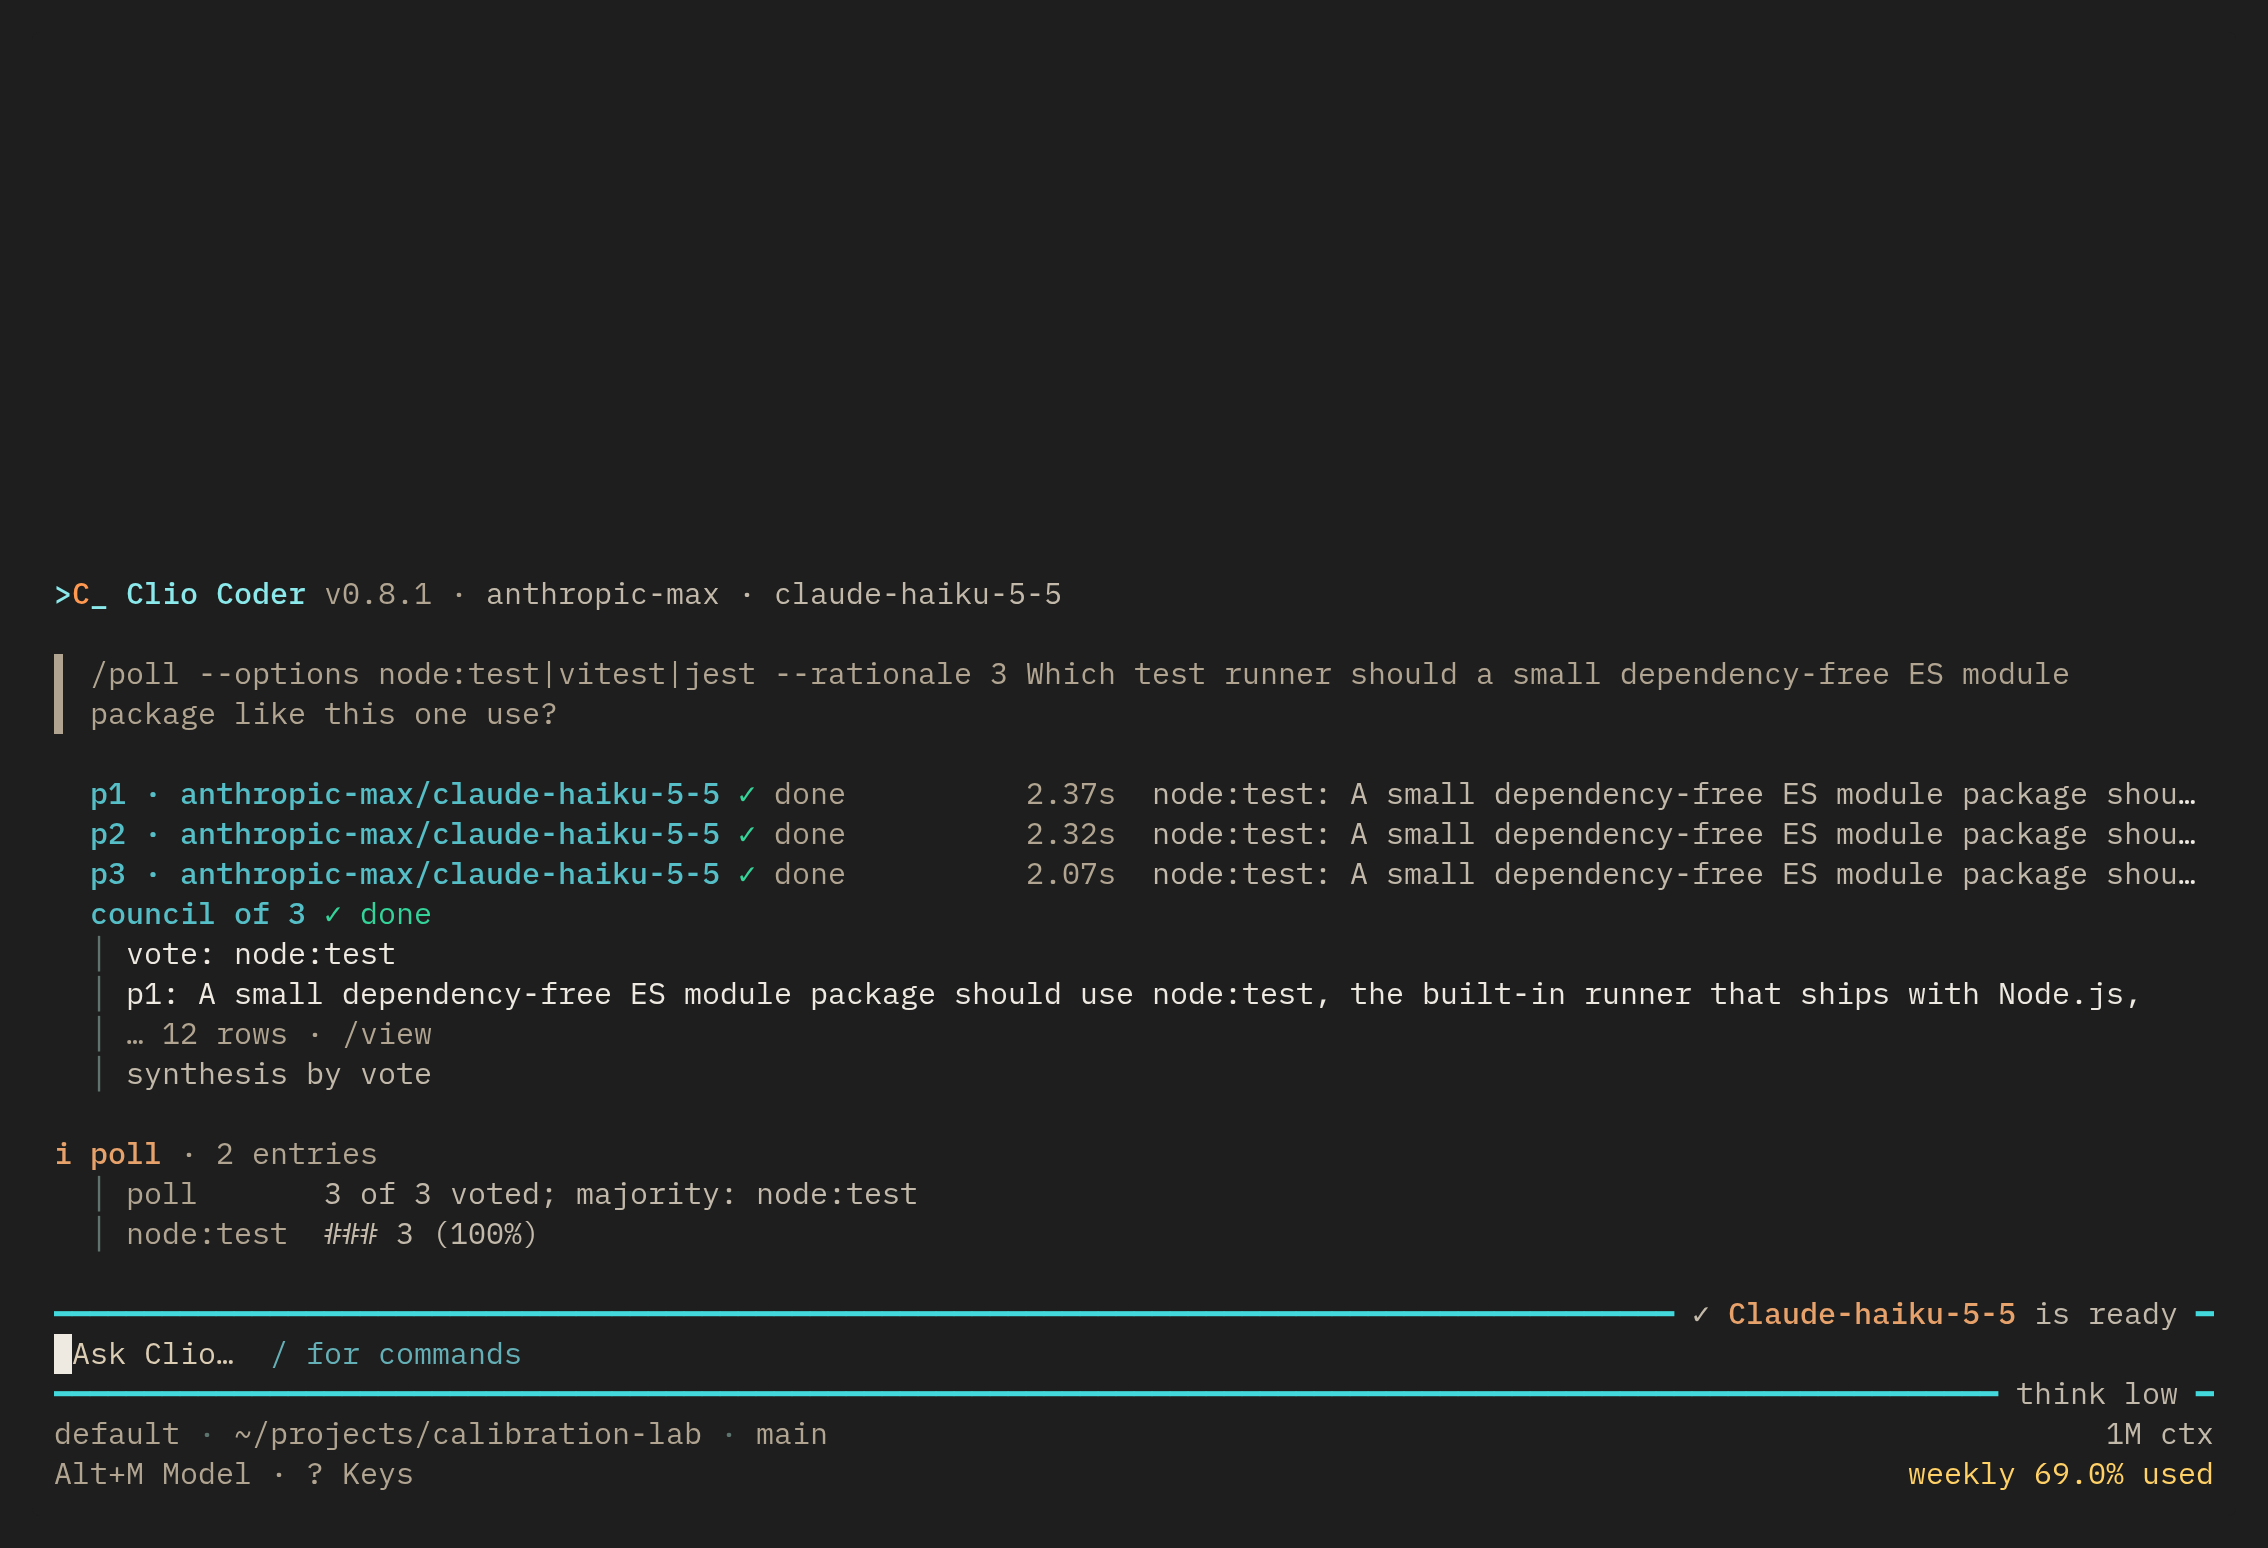 >C_ Clio Coder v0.8.1 · anthropic-max · claude-haiku-5-5
/poll --options node:test|vitest|jest --rationale 3 Which test runner should a small dependency-free ES module
package like this one use?
p1 · anthropic-max/claude-haiku-5-5 ✓ done 2.37s node:test: A small dependency-free ES module package shou…
p2 · anthropic-max/claude-haiku-5-5 ✓ done 2.32s node:test: A small dependency-free ES module package shou…
p3 · anthropic-max/claude-haiku-5-5 ✓ done 2.07s node:test: A small dependency-free ES module package shou…
council of 3 ✓ done
│ vote: node:test
│ p1: A small dependency-free ES module package should use node:test, the built-in runner that ships with Node.js,
│ … 12 rows · /view
│ synthesis by vote
i poll · 2 entries
│ poll 3 of 3 voted; majority: node:test
│ node:test ### 3 (100%)
✓ Claude-haiku-5-5 is ready
Ask Clio… / for commands
think low
default · ~/projects/calibration-lab · main 1M ctx
Alt+M Model · ? Keys weekly 69.0% used